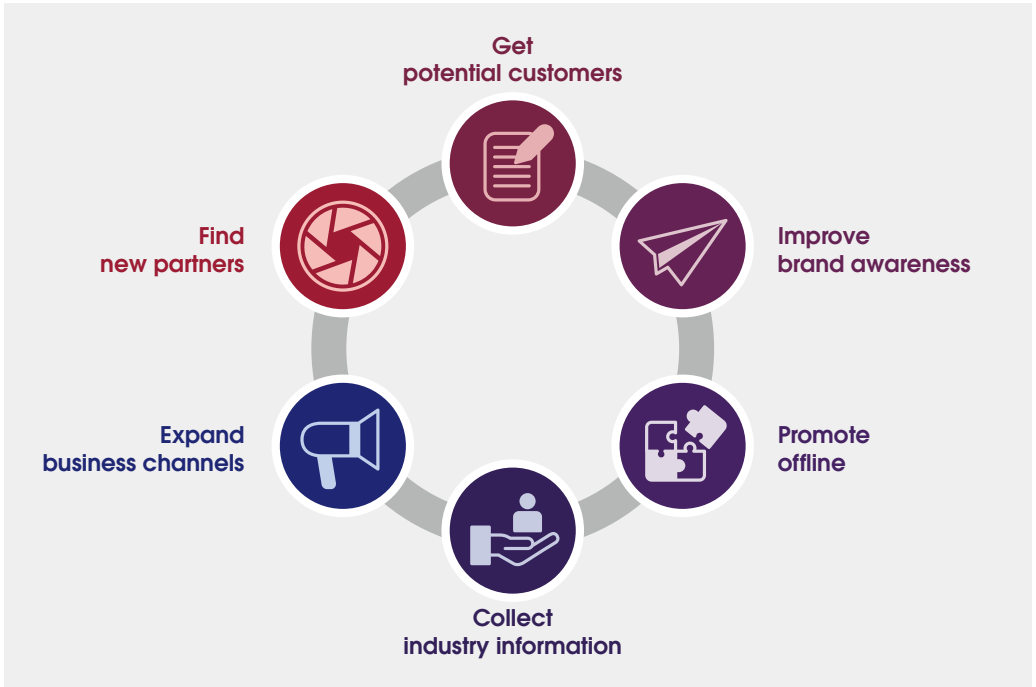 Get
potential customers
Find
new partners
Improve
brand awareness
Expand
business channels
Promote
offline
Collect
industry information